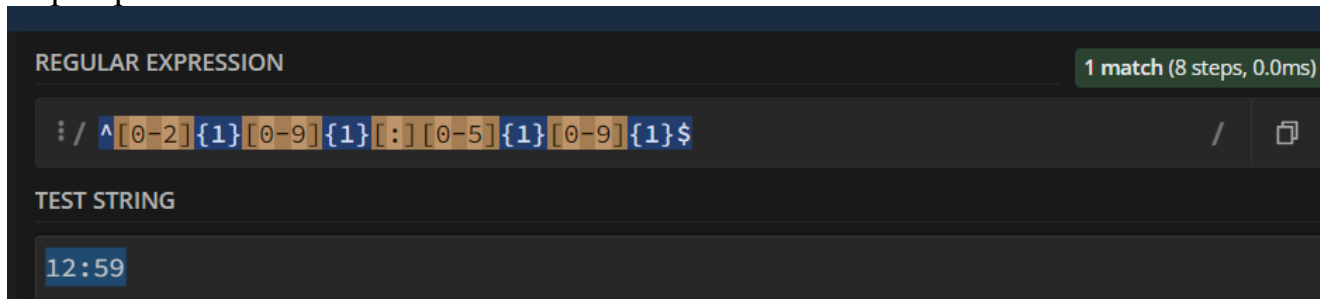 REGULAR EXPRESSION
1 match (8 steps, 0.0ms)
/ ^[0-2]{1}[0-9]{1}[:][0-5]{1}[0-9]{1}$ /
TEST STRING
12:59